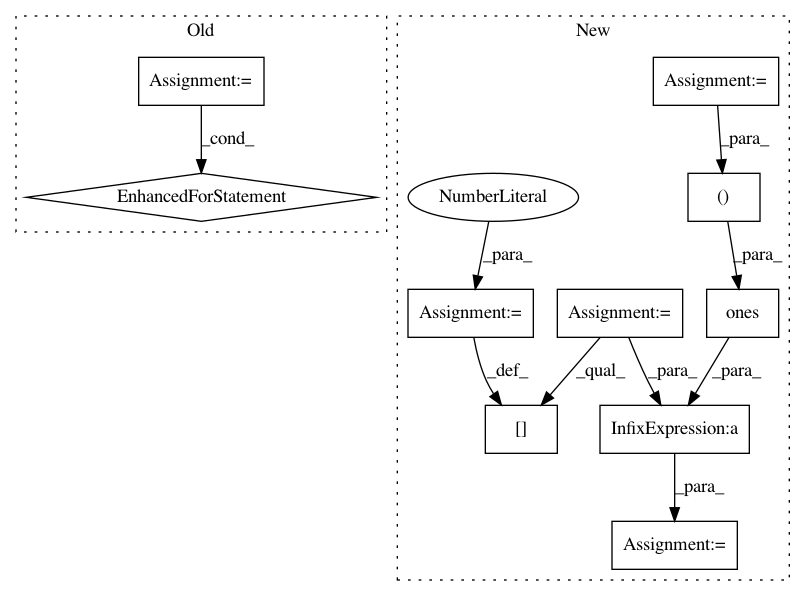 Old
New
Assignment:=
Assignment:=
_cond_
_para_
EnhancedForStatement
NumberLiteral
()
_para_
_para_
Assignment:=
Assignment:=
ones
_def_
_qual_
_para_
_para_
[]
InfixExpression:a
_para_
Assignment:=